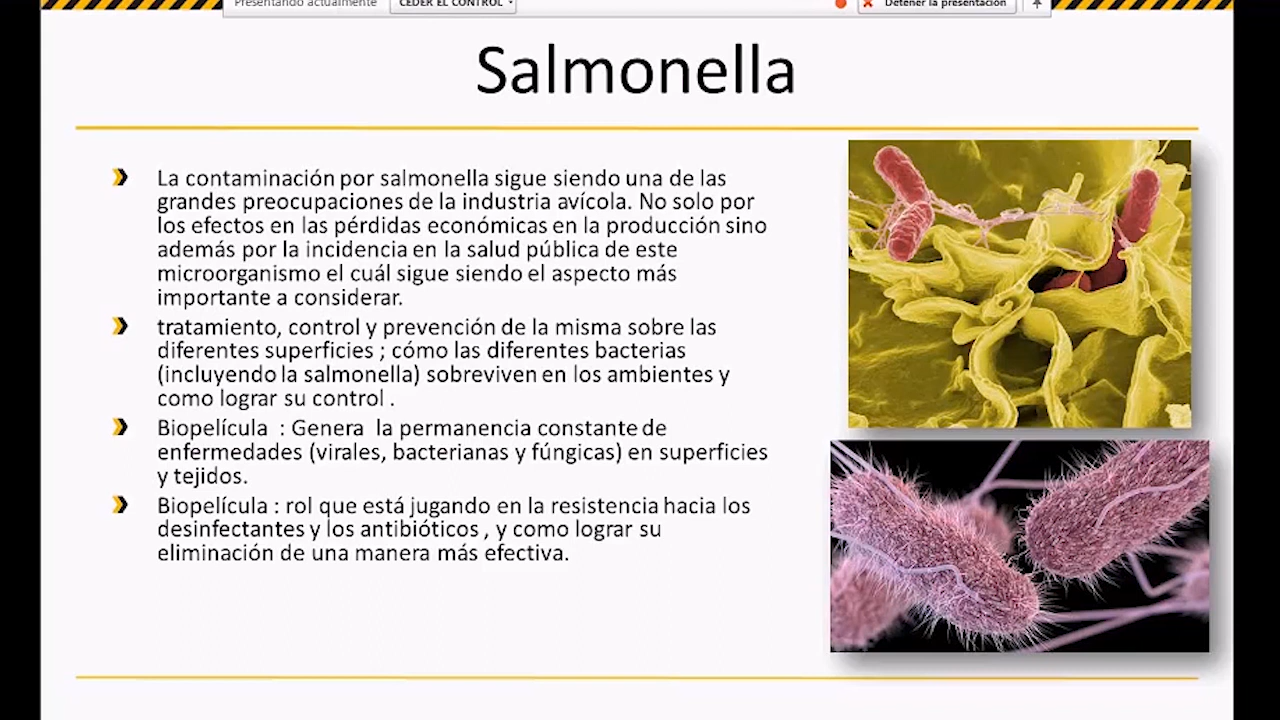 Presentando actualmente
CEDER EL CONTROL
Detener la presentación
Salmonella
La contaminación por salmonella sigue siendo una de las
grandes preocupaciones de la industria avícola. No solo por
los efectos en las pérdidas económicas en la producción sino
además por la incidencia en la salud pública de este
microorganismo el cuál sigue siendo el aspecto más
importante a considerar.
tratamiento, control y prevención de la misma sobre las
diferentes superficies ; cómo las diferentes bacterias
(incluyendo la salmonella) sobreviven en los ambientes y
como lograr su control .
Biopelícula : Genera la permanencia constante de
enfermedades (virales, bacterianas y fúngicas) en superficies
y tejidos.
Biopelícula : rol que está jugando en la resistencia hacia los
desinfectantes y los antibióticos , y como lograr su
eliminación de una manera más efectiva.